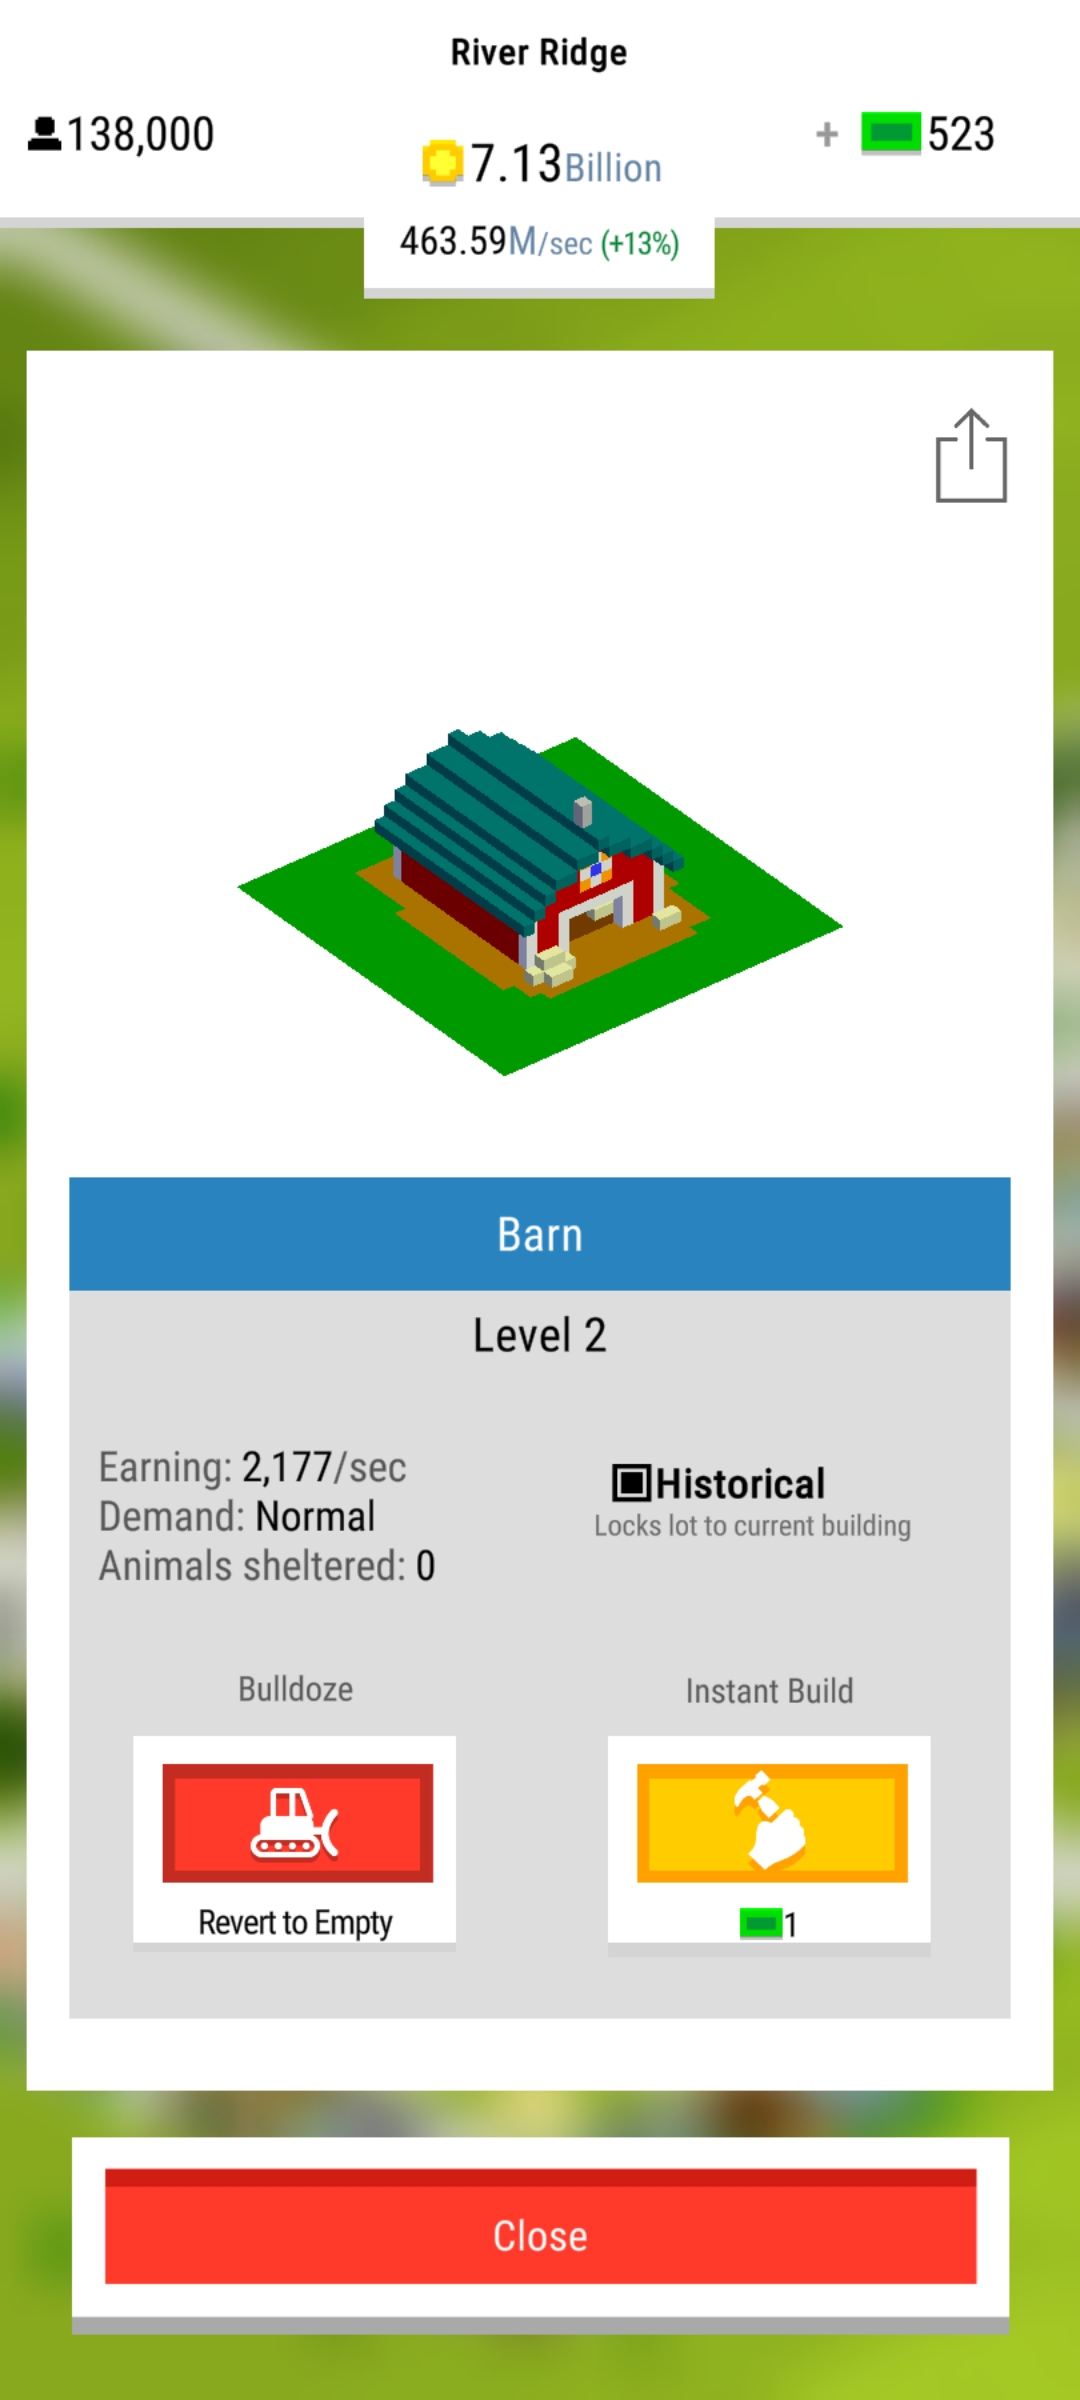 River Ridge
138,000
7.13Billion
+ 523
463.59M/sec (+13%)
Barn
Level 2
Earning: 2,177/sec
Demand: Normal
Animals sheltered: 0
Historical
Locks lot to current building
Bulldoze
Instant Build
Revert to Empty
1
Close